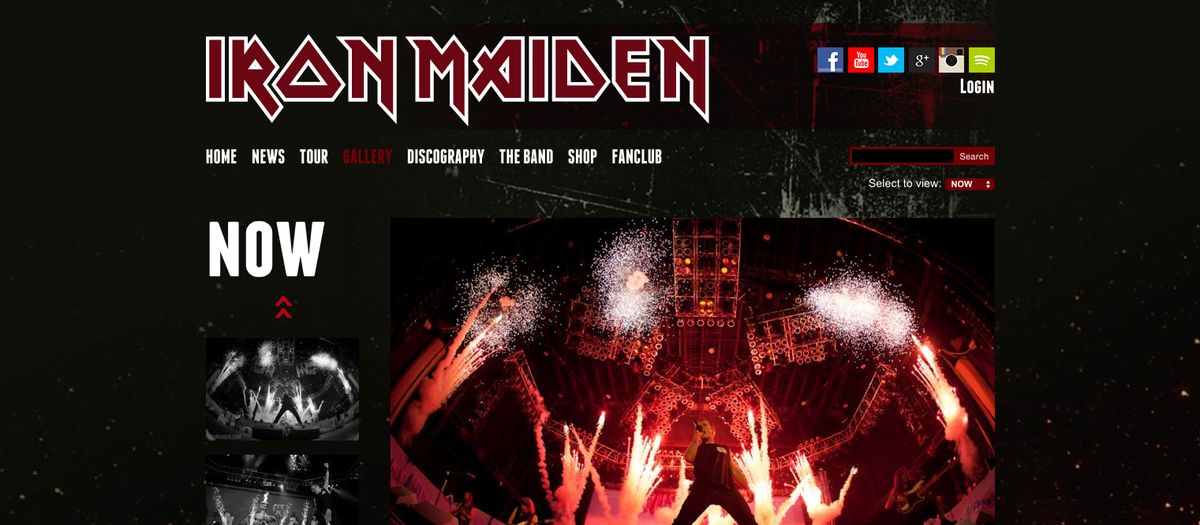 IRON MAIDEN
f
You Tube
g+
LOGIN
HOME NEWS TOUR GALLERY DISCOGRAPHY THE BAND SHOP FANCLUB
Search
Select to view: NOW
NOW